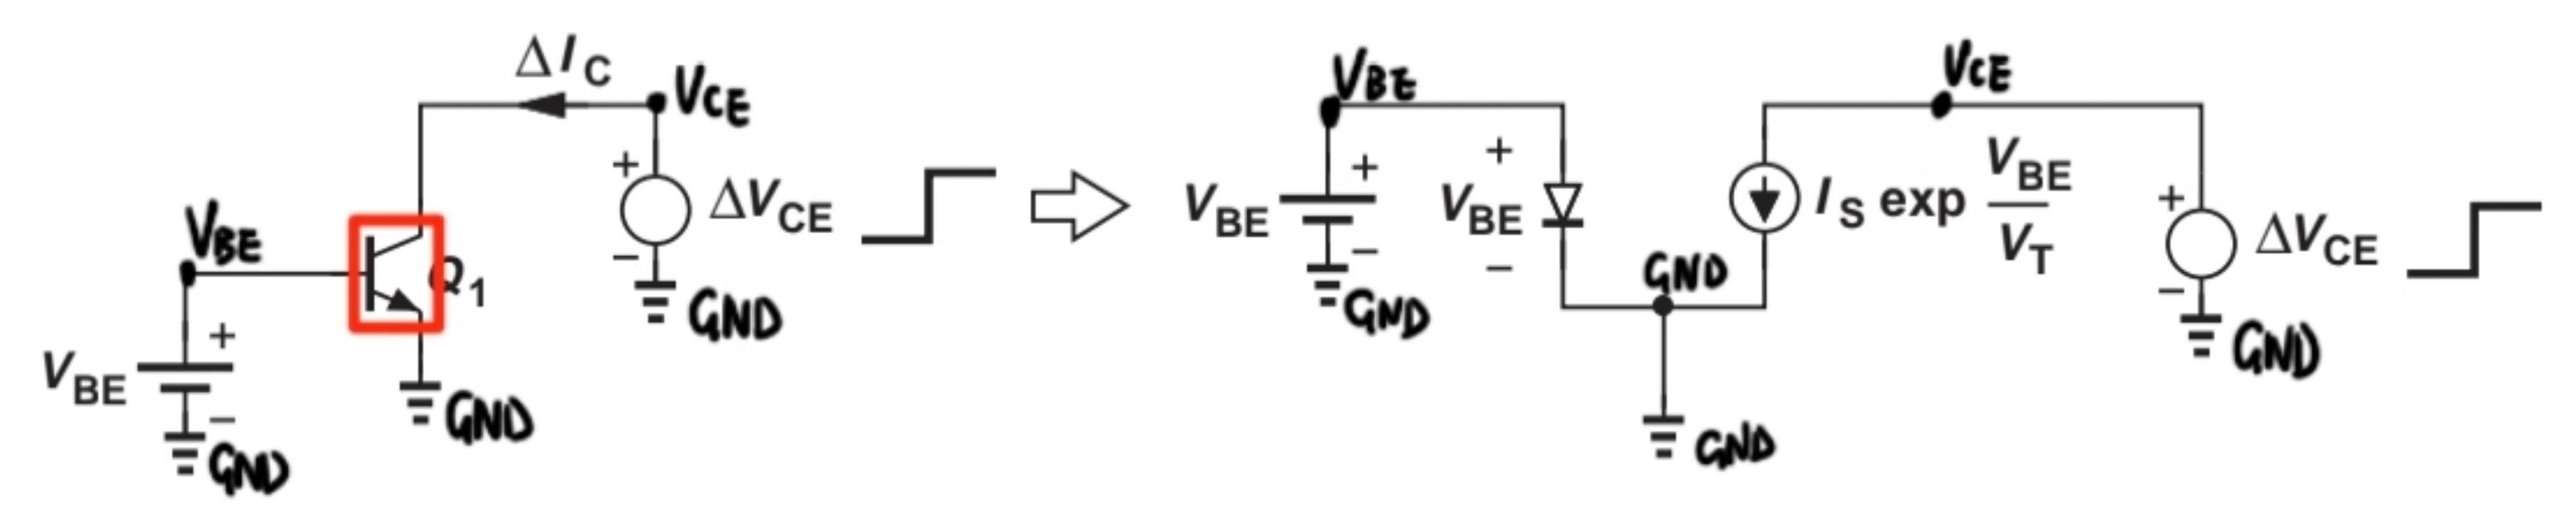 ΔI_C
V_CE
+
ΔV_CE
−
GND
V_BE
Q_1
V_BE
+
−
GND
GND
V_BE
V_BE
+
−
GND
+
V_BE
−
GND
GND
I_S exp V_BE / V_T
V_CE
+
ΔV_CE
−
GND